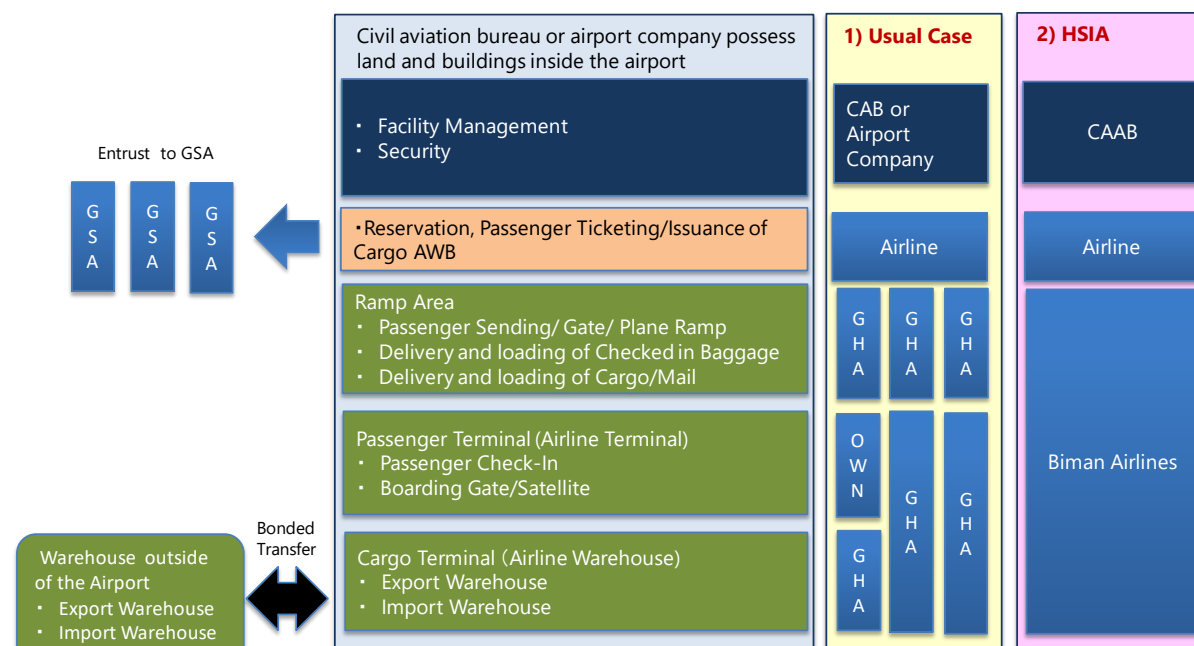 Civil aviation bureau or airport company possess
land and buildings inside the airport
1) Usual Case
2) HSIA
・ Facility Management
・ Security
CAB or
Airport
Company
CAAB
Entrust to GSA
G
S
A
G
S
A
G
S
A
・Reservation, Passenger Ticketing/Issuance of
Cargo AWB
Airline
Airline
Ramp Area
・ Passenger Sending/ Gate/ Plane Ramp
・ Delivery and loading of Checked in Baggage
・ Delivery and loading of Cargo/Mail
G
H
A
G
H
A
G
H
A
Passenger Terminal (Airline Terminal)
・ Passenger Check-In
・ Boarding Gate/Satellite
O
W
N
G
H
A
G
H
A
Biman Airlines
Bonded
Transfer
Warehouse outside
of the Airport
・ Export Warehouse
・ Import Warehouse
Cargo Terminal (Airline Warehouse)
・ Export Warehouse
・ Import Warehouse
G
H
A